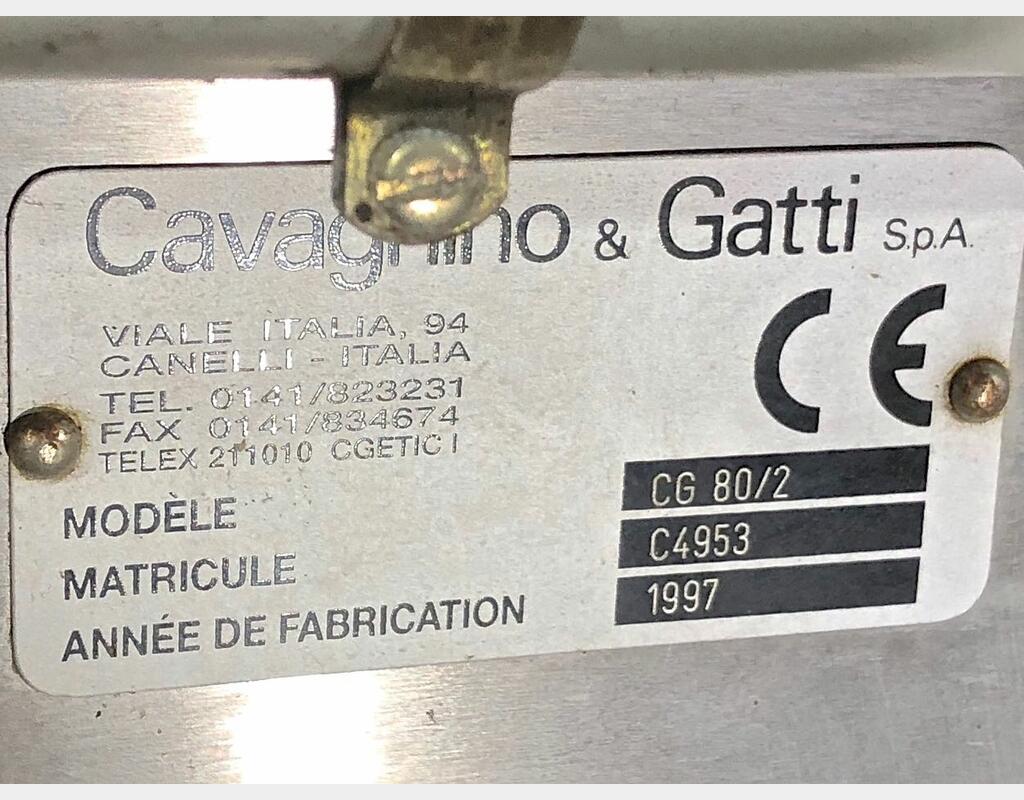 Cavagnino & Gatti S.p.A.
CE
VIALE ITALIA, 94
CANELLI - ITALIA
TEL. 0141/823231
FAX 0141/834674
TELEX 211010 CGETIC I
MODÈLE CG 80/2
MATRICULE C4953
ANNÉE DE FABRICATION 1997